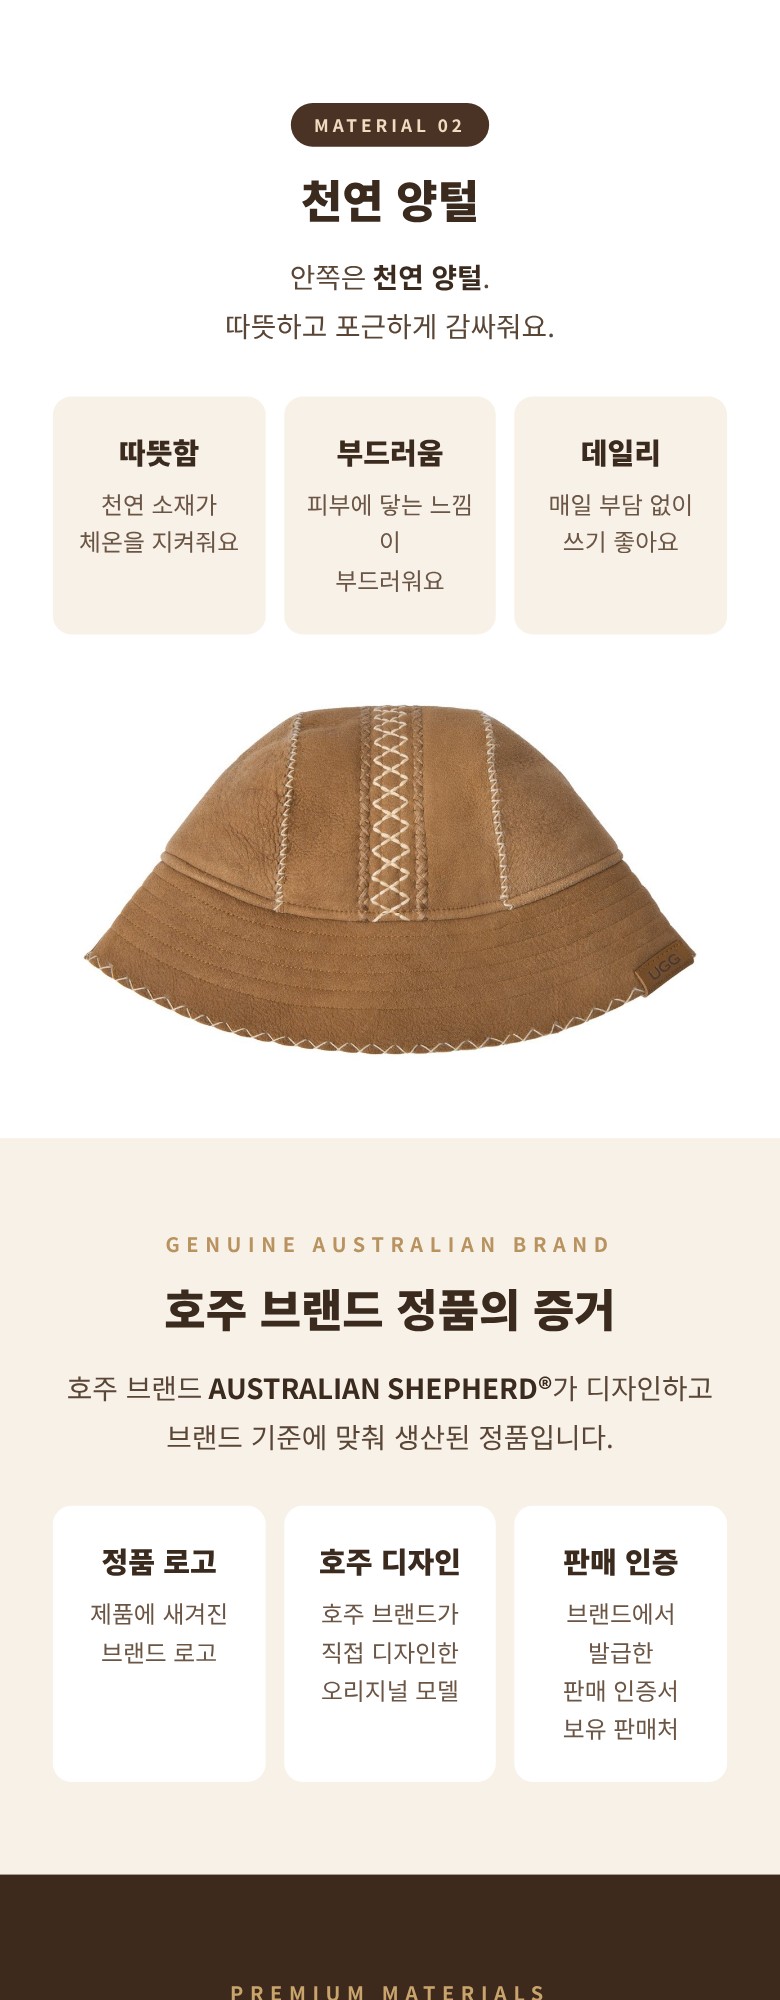 MATERIAL 02
천연 양털
안쪽은 천연 양털.
따뜻하고 포근하게 감싸줘요.
따뜻함
천연 소재가
체온을 지켜줘요
부드러움
피부에 닿는 느낌
이
부드러워요
데일리
매일 부담 없이
쓰기 좋아요
UGG
GENUINE AUSTRALIAN BRAND
호주 브랜드 정품의 증거
호주 브랜드 AUSTRALIAN SHEPHERD®가 디자인하고
브랜드 기준에 맞춰 생산된 정품입니다.
정품 로고
제품에 새겨진
브랜드 로고
호주 디자인
호주 브랜드가
직접 디자인한
오리지널 모델
판매 인증
브랜드에서
발급한
판매 인증서
보유 판매처
PREMIUM MATERIALS